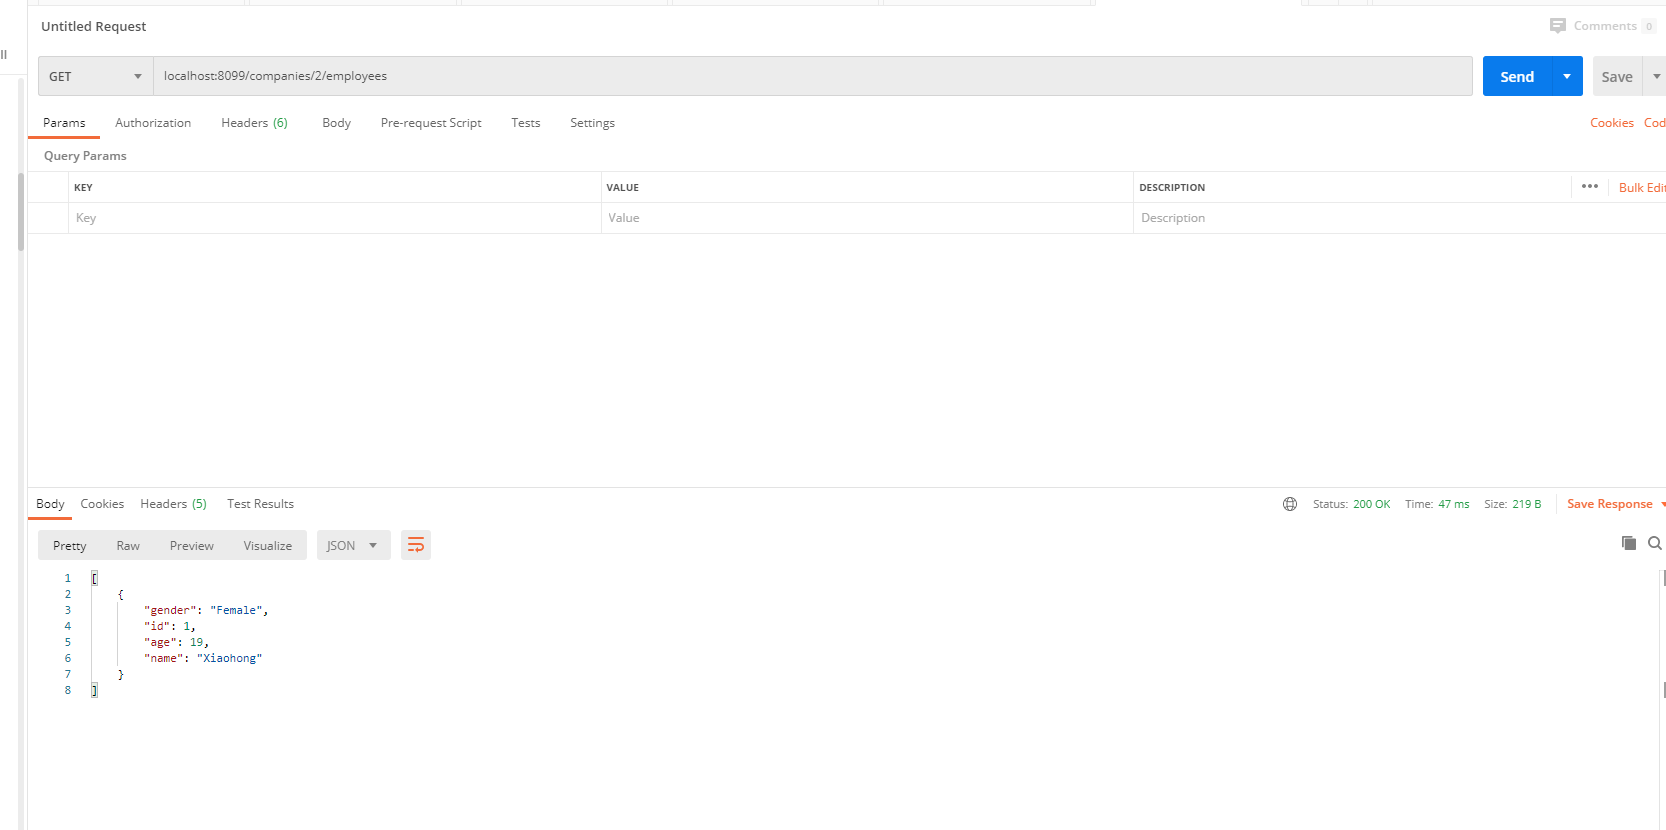 Untitled Request
Comments 0
GET localhost:8099/companies/2/employees Send Save
Params Authorization Headers (6) Body Pre-request Script Tests Settings Cookies Cod
Query Params
KEY VALUE DESCRIPTION ••• Bulk Edit
Key Value Description
Body Cookies Headers (5) Test Results Status: 200 OK Time: 47 ms Size: 219 B Save Response
Pretty Raw Preview Visualize JSON
1 [
2 {
3 "gender": "Female",
4 "id": 1,
5 "age": 19,
6 "name": "Xiaohong"
7 }
8 ]